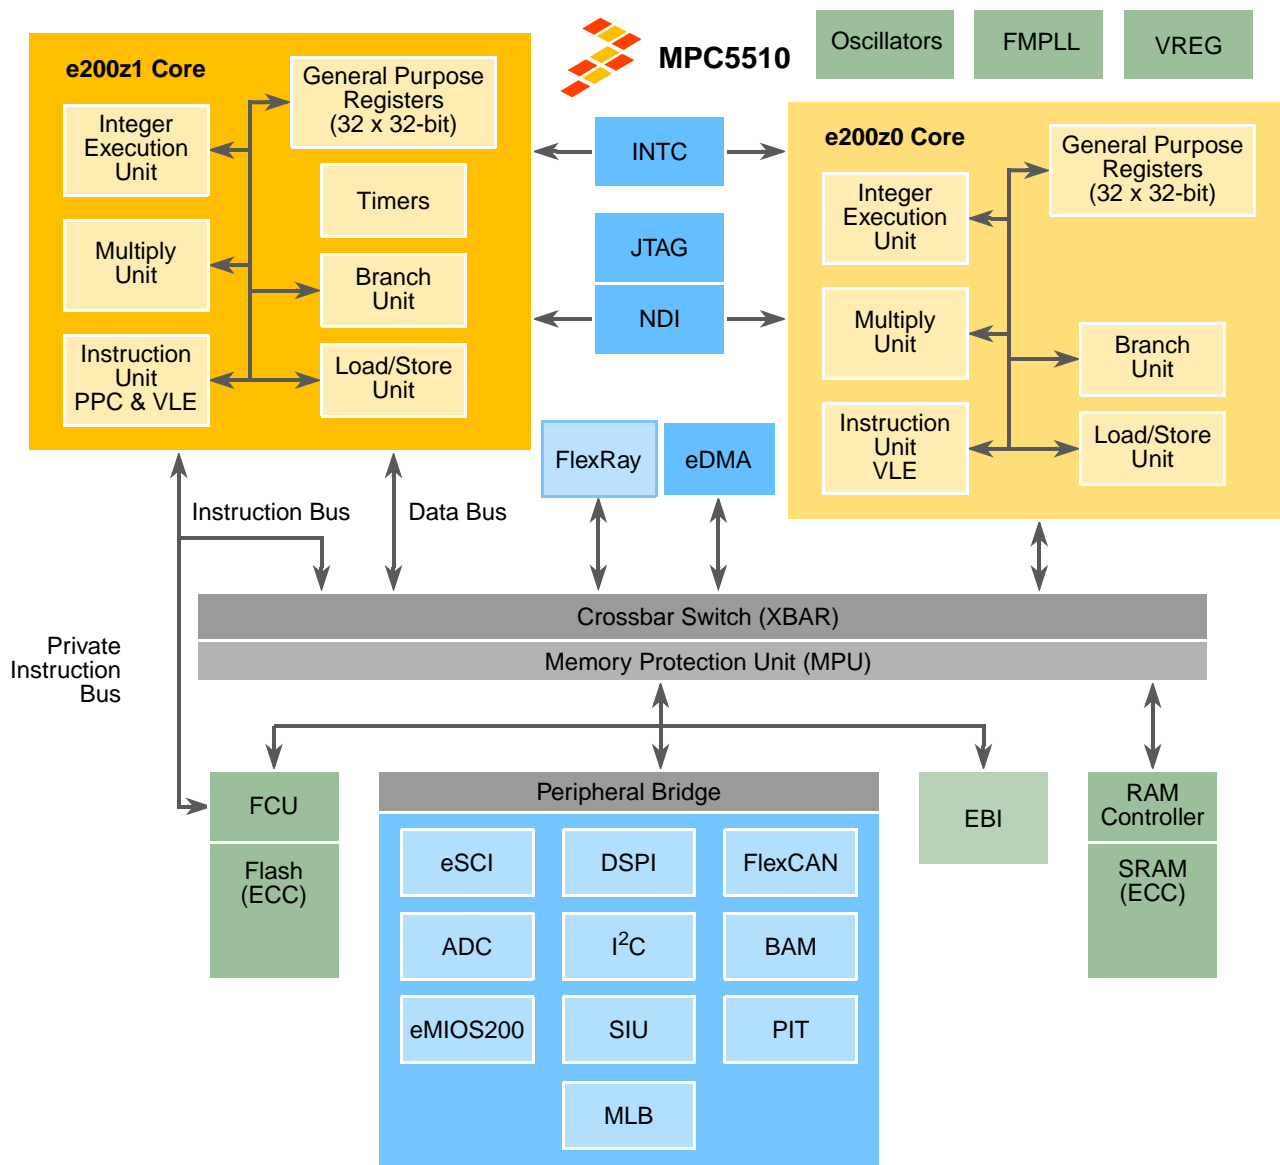 MPC5510
Oscillators
FMPLL
VREG
e200z1 Core
General Purpose
Registers
(32 x 32-bit)
Integer
Execution
Unit
Timers
Multiply
Unit
Branch
Unit
Instruction
Unit
PPC & VLE
Load/Store
Unit
INTC
JTAG
NDI
e200z0 Core
General Purpose
Registers
(32 x 32-bit)
Integer
Execution
Unit
Multiply
Unit
Branch
Unit
Instruction
Unit
VLE
Load/Store
Unit
FlexRay
eDMA
Instruction Bus
Data Bus
Crossbar Switch (XBAR)
Memory Protection Unit (MPU)
Private
Instruction
Bus
FCU
Flash
(ECC)
Peripheral Bridge
eSCI
DSPI
FlexCAN
ADC
I²C
BAM
eMIOS200
SIU
PIT
MLB
EBI
RAM
Controller
SRAM
(ECC)